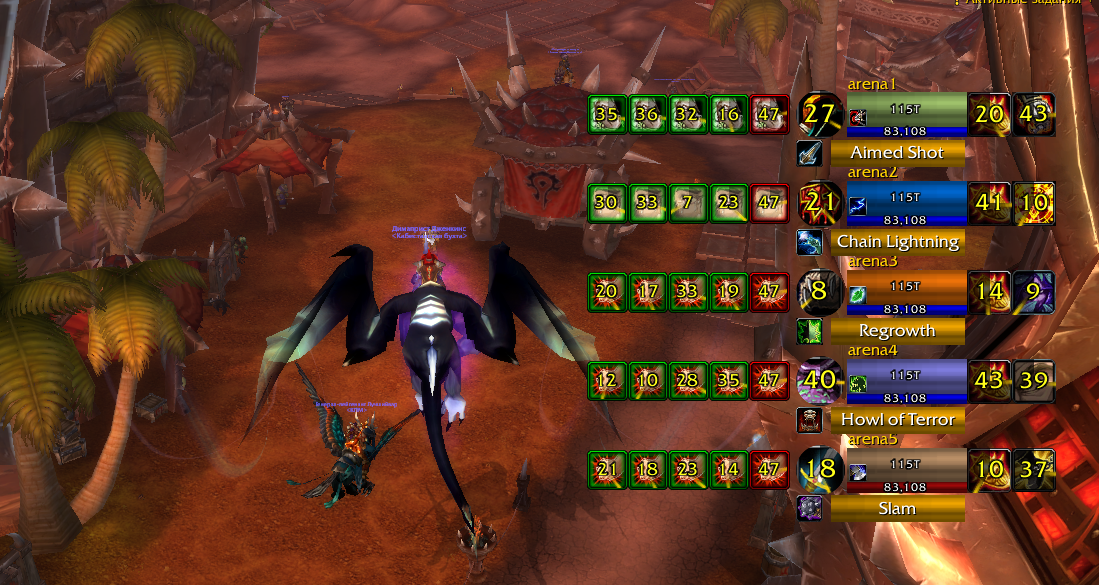 Активные задания
arena1
35 36 32 16 47 27 115T 20 43
83,108
Aimed Shot
arena2
30 33 7 23 47 21 115T 41 10
83,108
Chain Lightning
arena3
20 17 33 19 47 8 115T 14 9
83,108
Regrowth
arena4
12 10 28 35 47 40 115T 43 39
83,108
Howl of Terror
arena5
21 18 23 14 47 18 115T 10 37
83,108
Slam